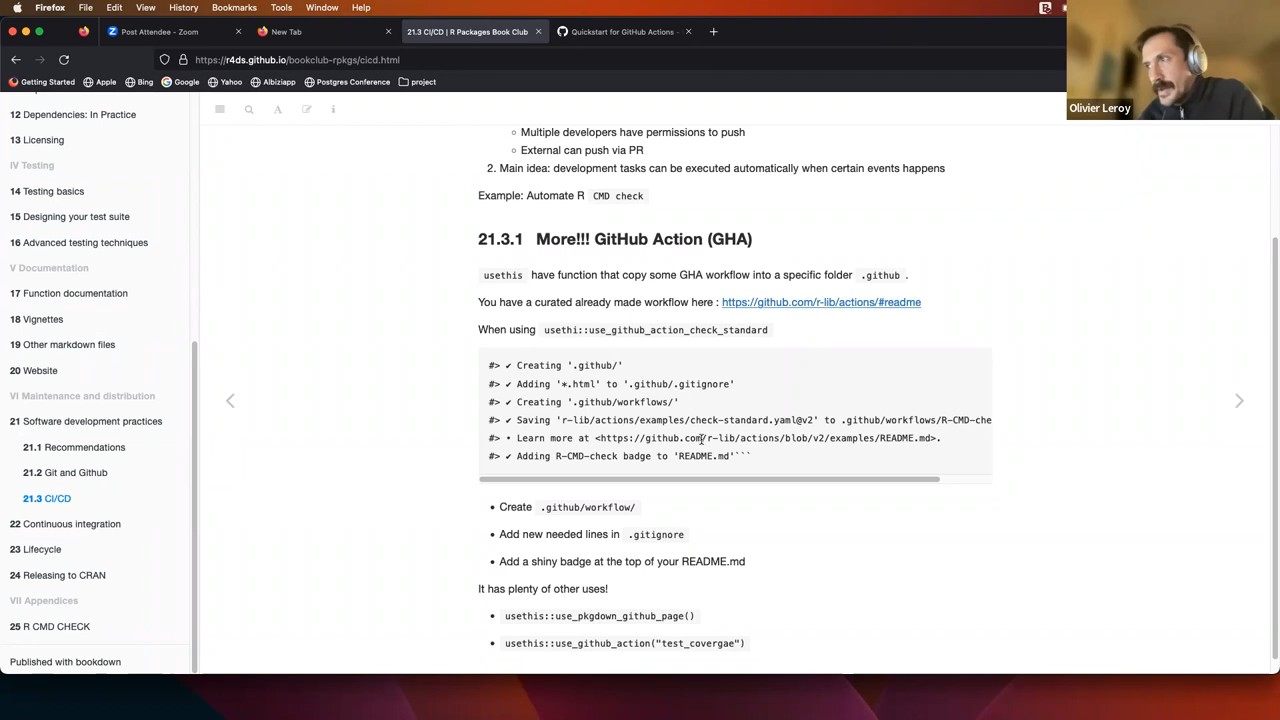 Firefox File Edit View History Bookmarks Tools Window Help
Post Attendee - Zoom
New Tab
21.3 CI/CD | R Packages Book Club
Quickstart for GitHub Actions -
https://r4ds.github.io/bookclub-rpkgs/cicd.html
Getting Started Apple Bing Google Yahoo Albiziapp Postgres Conference project
Olivier Leroy
12 Dependencies: In Practice
13 Licensing
IV Testing
14 Testing basics
15 Designing your test suite
16 Advanced testing techniques
V Documentation
17 Function documentation
18 Vignettes
19 Other markdown files
20 Website
VI Maintenance and distribution
21 Software development practices
21.1 Recommendations
21.2 Git and Github
21.3 CI/CD
22 Continuous integration
23 Lifecycle
24 Releasing to CRAN
VII Appendices
25 R CMD CHECK
Published with bookdown
Multiple developers have permissions to push
External can push via PR
2. Main idea: development tasks can be executed automatically when certain events happens
Example: Automate R CMD check
21.3.1 More!!! GitHub Action (GHA)
usethis have function that copy some GHA workflow into a specific folder .github.
You have a curated already made workflow here : https://github.com/r-lib/actions/#readme
When using usethi::use_github_action_check_standard
#> ✔ Creating '.github/'
#> ✔ Adding '*.html' to '.github/.gitignore'
#> ✔ Creating '.github/workflows/'
#> ✔ Saving 'r-lib/actions/examples/check-standard.yaml@v2' to .github/workflows/R-CMD-che
#> • Learn more at <https://github.com/r-lib/actions/blob/v2/examples/README.md>.
#> ✔ Adding R-CMD-check badge to 'README.md'```
Create .github/workflow/
Add new needed lines in .gitignore
Add a shiny badge at the top of your README.md
It has plenty of other uses!
usethis::use_pkgdown_github_page()
usethis::use_github_action("test_covergae")